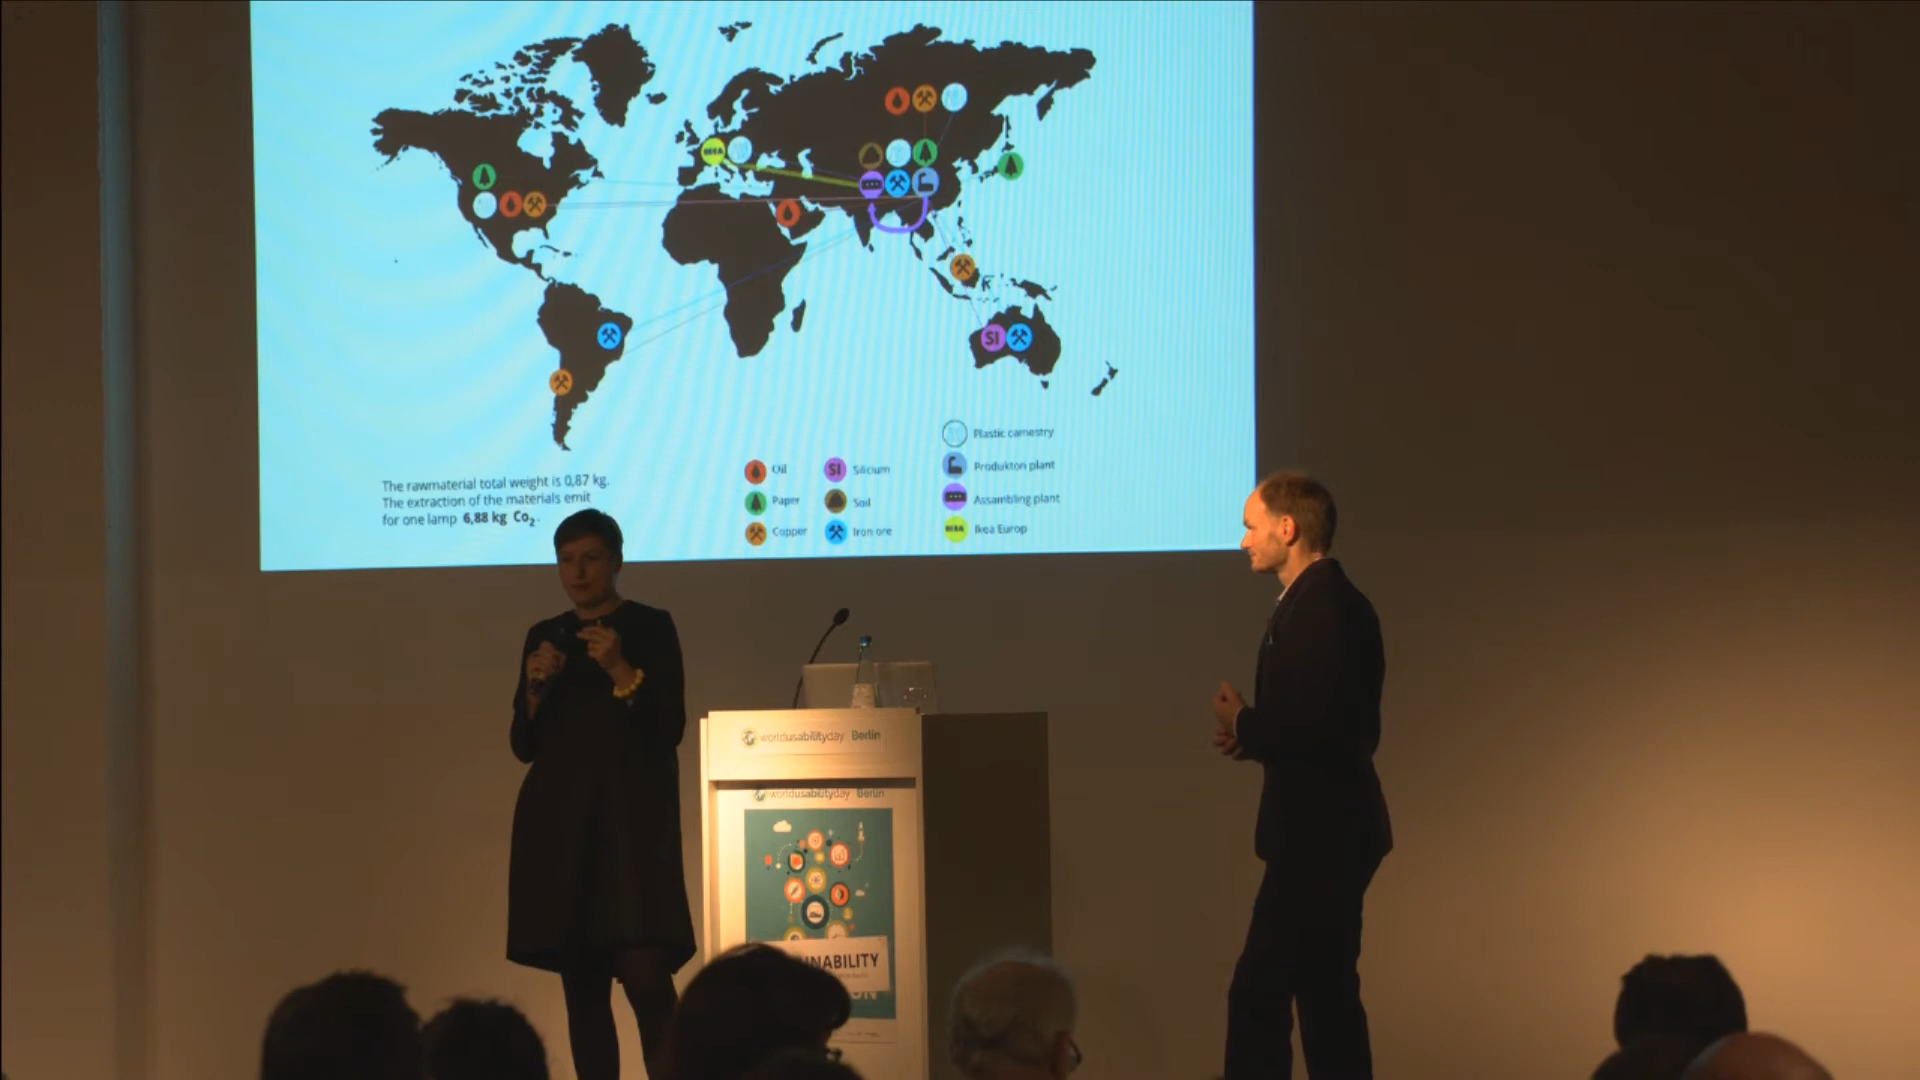 IKEA
SI
The rawmaterial total weight is 0,87 kg.
The extraction of the materials emit
for one lamp 6,88 kg Co2.
Oil
Paper
Copper
SI Silicium
Soil
Iron ore
Plastic camestry
Produkton plant
Assambling plant
IKEA Ikea Europ
worldusabilityday Berlin
worldusabilityday Berlin
NABILITY